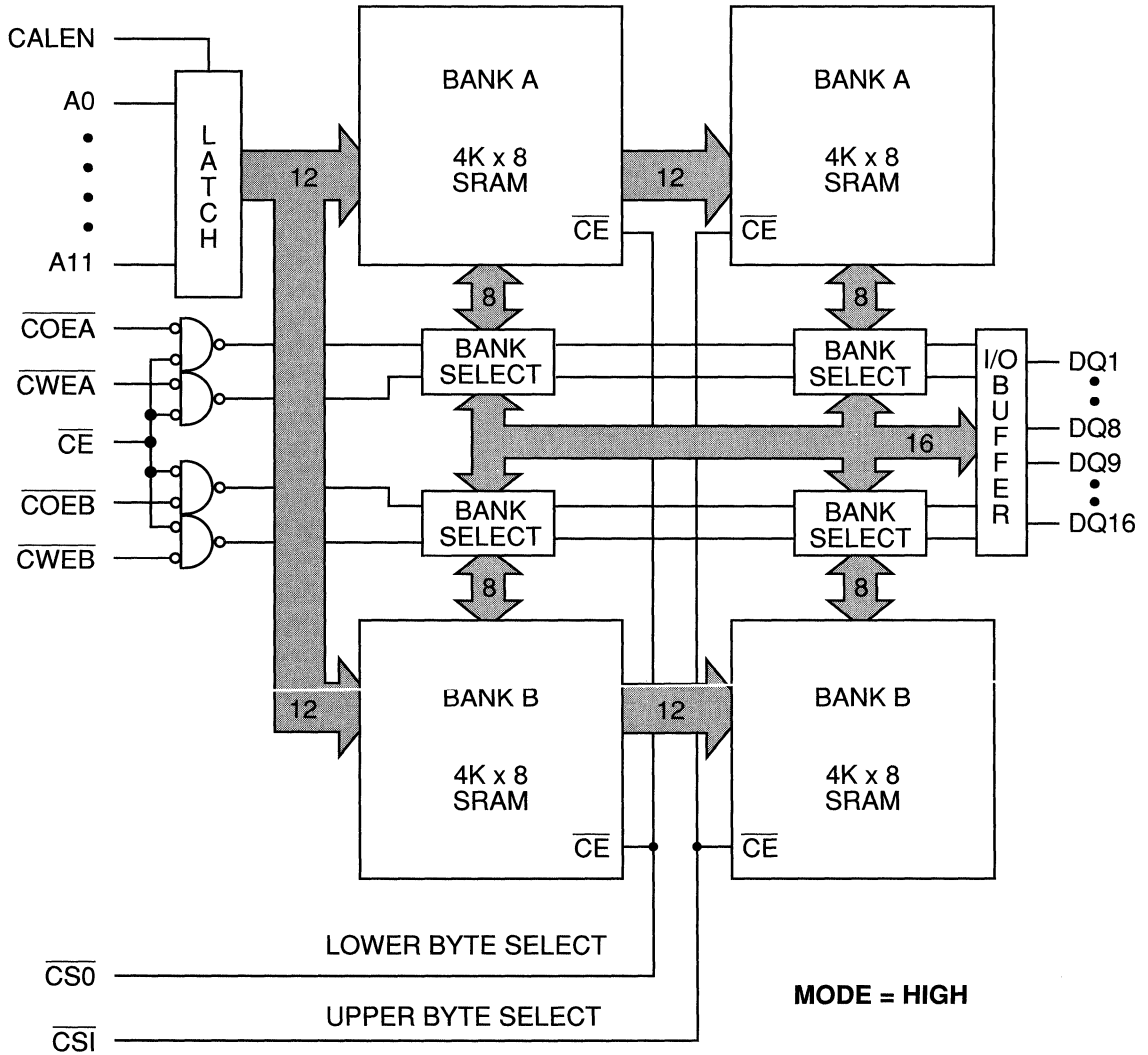 CALEN
A0
A11
LATCH
12
BANK A
4K x 8
SRAM
CE
12
BANK A
4K x 8
SRAM
CE
8
8
COEA
CWEA
CE
COEB
CWEB
BANK
SELECT
BANK
SELECT
16
BANK
SELECT
BANK
SELECT
I/O
BUFFER
DQ1
DQ8
DQ9
DQ16
8
8
12
BANK B
4K x 8
SRAM
CE
12
BANK B
4K x 8
SRAM
CE
LOWER BYTE SELECT
CS0
UPPER BYTE SELECT
CSI
MODE = HIGH